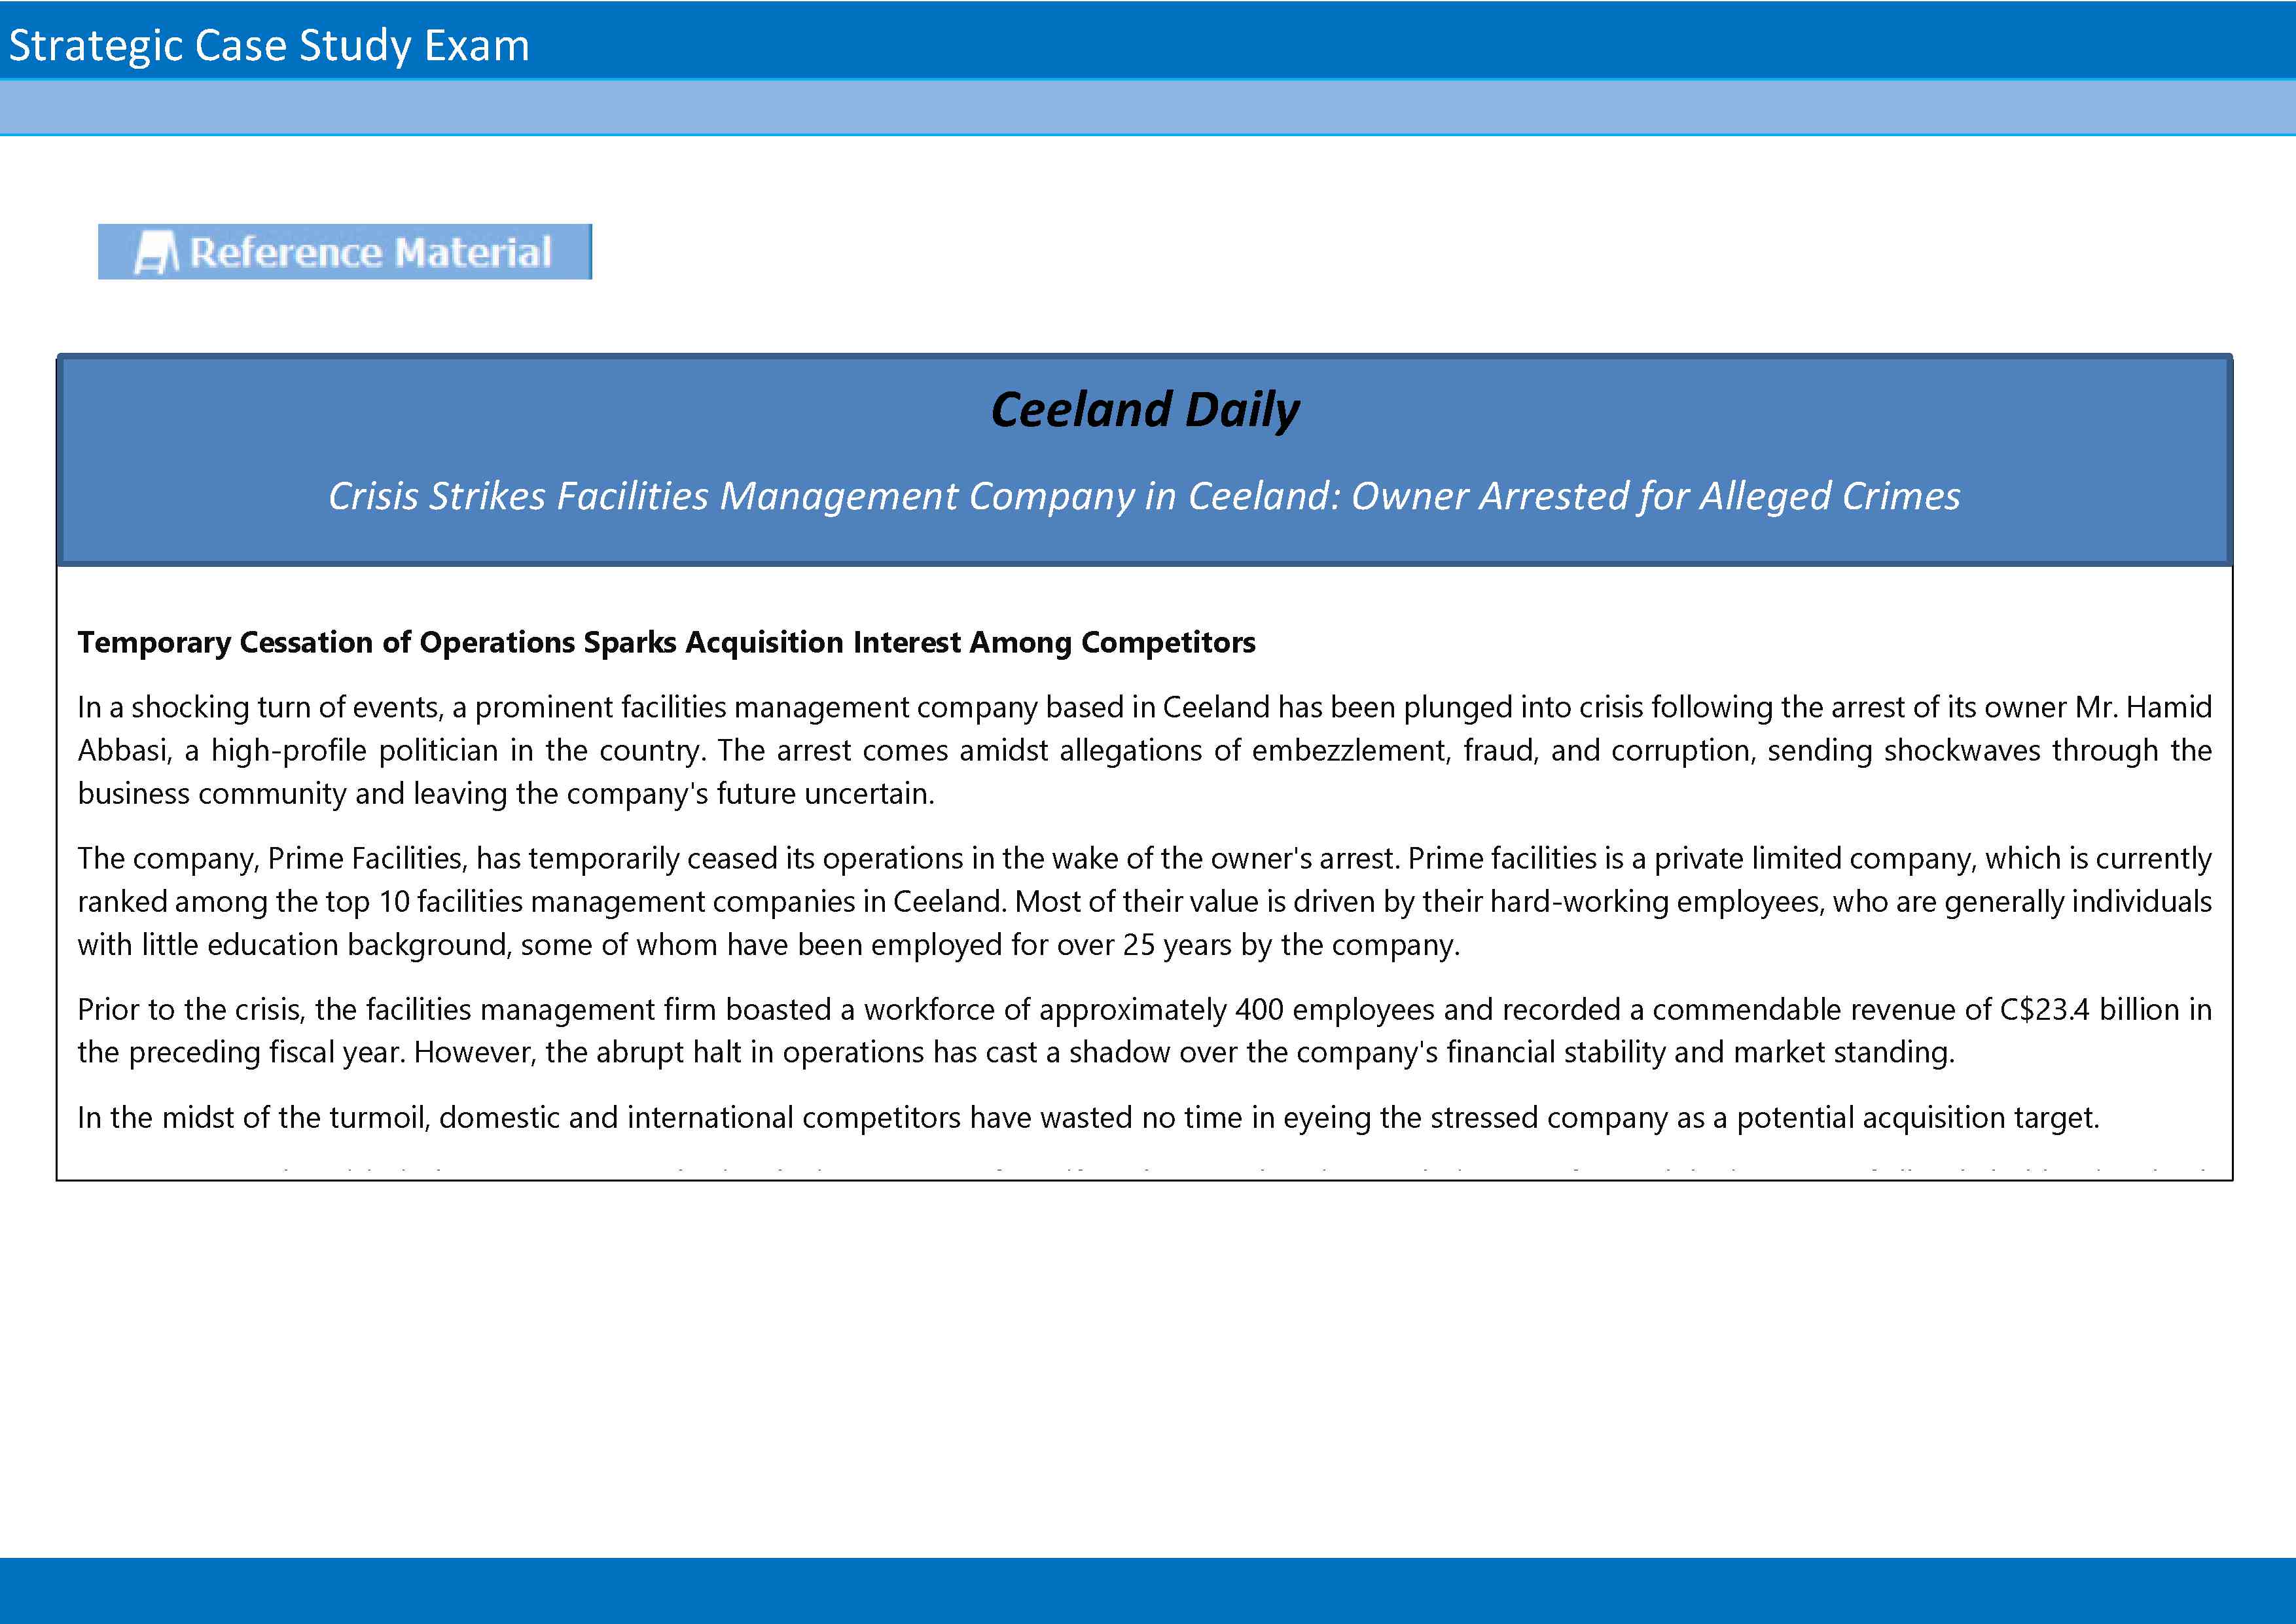 Strategic Case Study Exam
Reference Material
Ceeland Daily
Crisis Strikes Facilities Management Company in Ceeland: Owner Arrested for Alleged Crimes
Temporary Cessation of Operations Sparks Acquisition Interest Among Competitors
In a shocking turn of events, a prominent facilities management company based in Ceeland has been plunged into crisis following the arrest of its owner Mr. Hamid
Abbasi, a high-profile politician in the country. The arrest comes amidst allegations of embezzlement, fraud, and corruption, sending shockwaves through the
business community and leaving the company's future uncertain.
The company, Prime Facilities, has temporarily ceased its operations in the wake of the owner's arrest. Prime facilities is a private limited company, which is currently
ranked among the top 10 facilities management companies in Ceeland. Most of their value is driven by their hard-working employees, who are generally individuals
with little education background, some of whom have been employed for over 25 years by the company.
Prior to the crisis, the facilities management firm boasted a workforce of approximately 400 employees and recorded a commendable revenue of C$23.4 billion in
the preceding fiscal year. However, the abrupt halt in operations has cast a shadow over the company's financial stability and market standing.
In the midst of the turmoil, domestic and international competitors have wasted no time in eyeing the stressed company as a potential acquisition target.